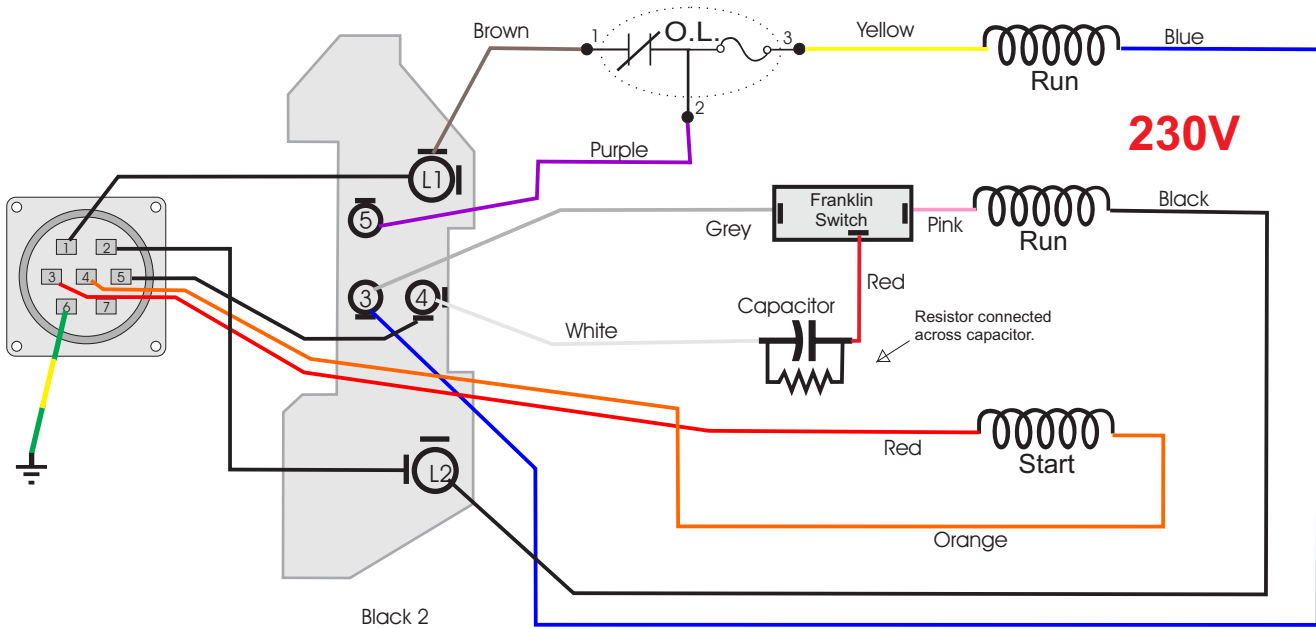 Brown
1
O.L.
3
Yellow
Blue
Run
2
230V
Purple
L1
5
Franklin
Switch
Grey
Pink
Run
Black
1
2
3
4
5
6
7
3
4
Red
Capacitor
White
Resistor connected
across capacitor.
Red
Start
L2
Orange
Black 2